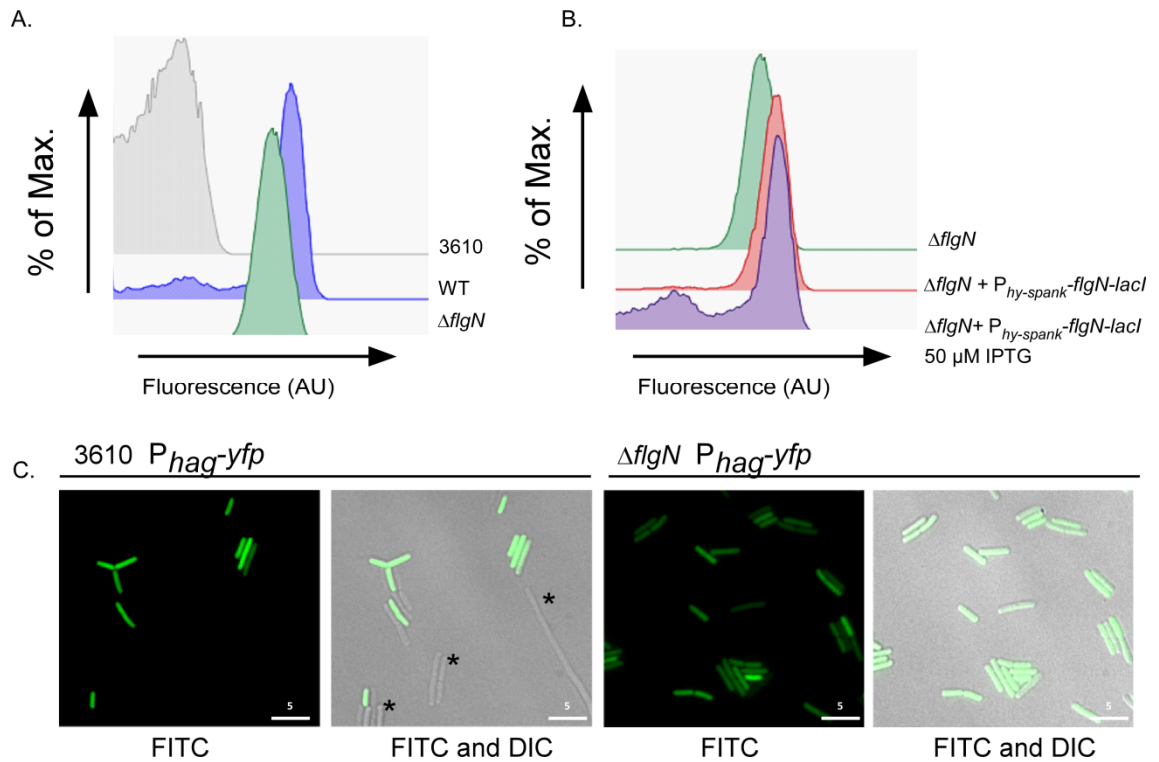 A.
% of Max.
3610
WT
ΔflgN
Fluorescence (AU)
B.
% of Max.
ΔflgN
ΔflgN + Phy-spank-flgN-lacI
ΔflgN+ Phy-spank-flgN-lacI
50 µM IPTG
Fluorescence (AU)
C.
3610 Phag-yfp
ΔflgN Phag-yfp
*
*
*
5
5
5
5
FITC
FITC and DIC
FITC
FITC and DIC